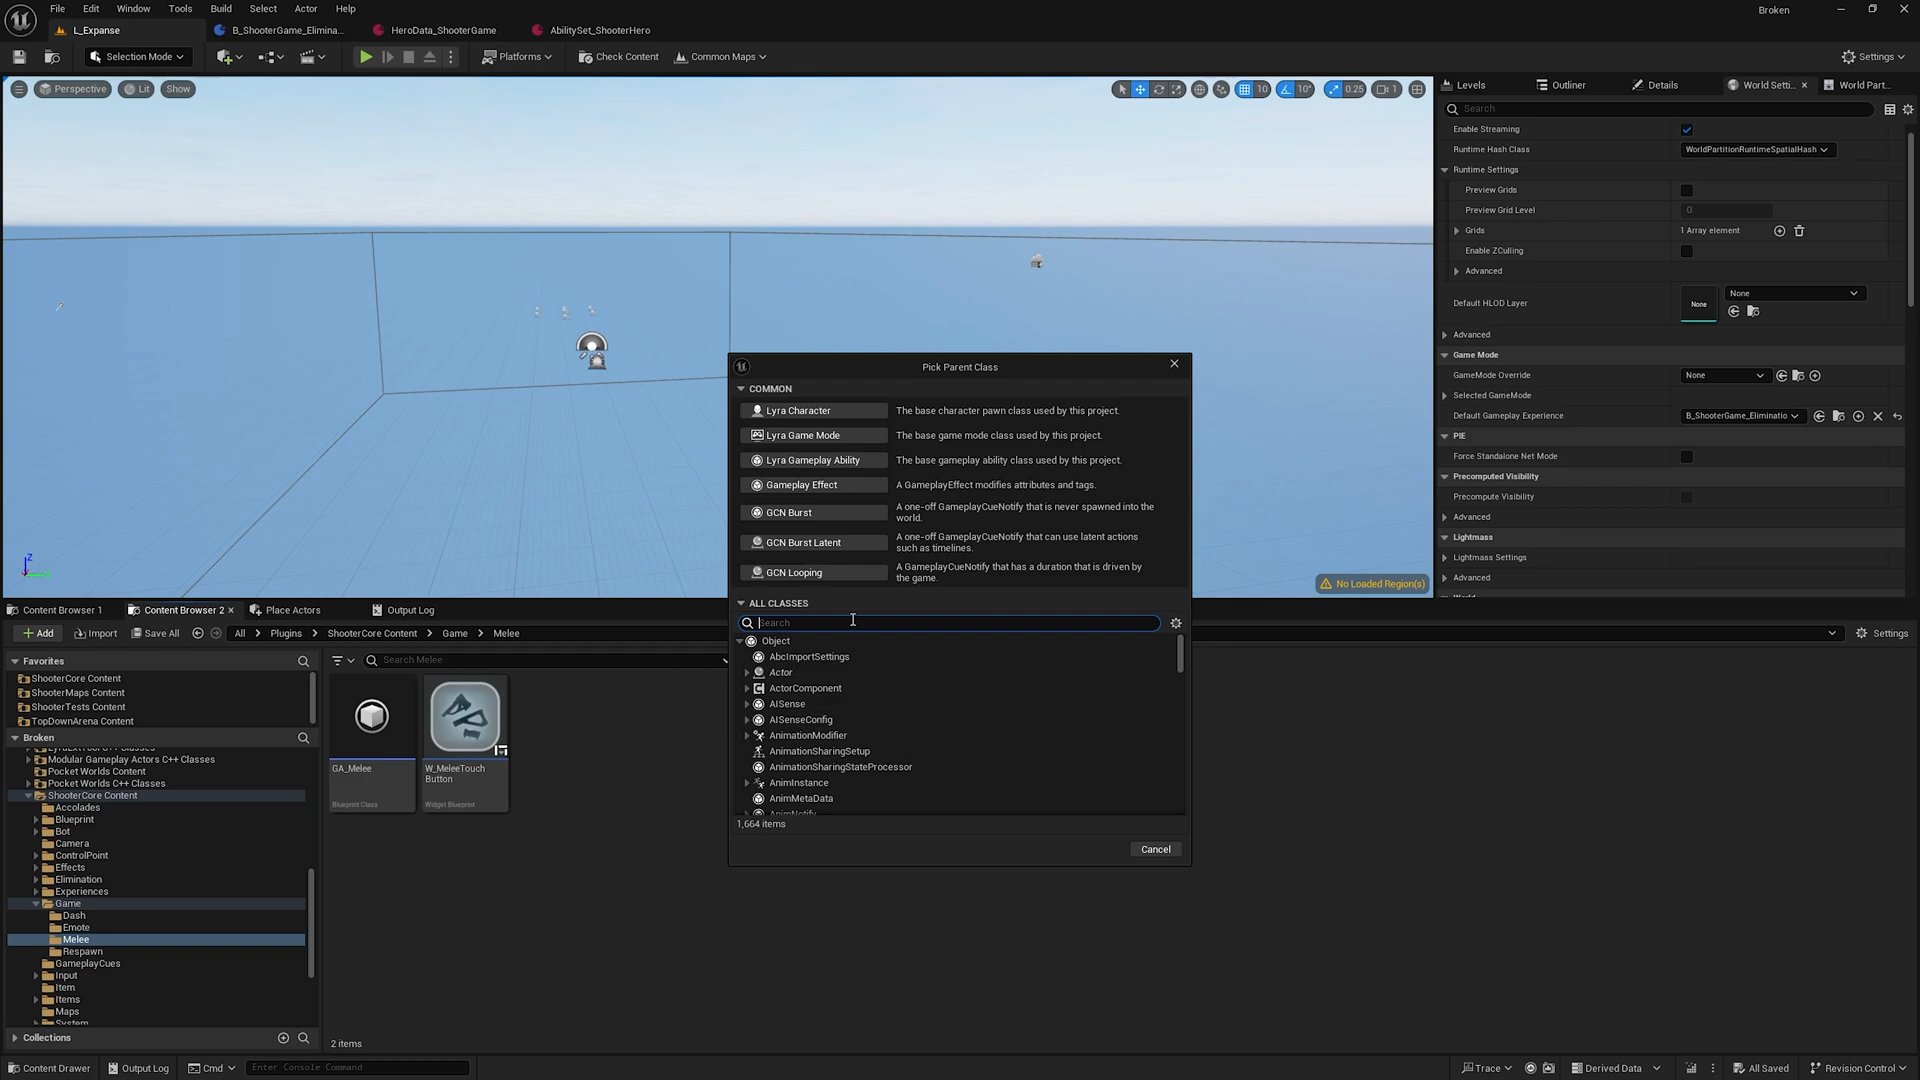 File Edit Window Tools Build Select Actor Help
Broken
L_Expanse
B_ShooterGame_Elimina...
HeroData_ShooterGame
AbilitySet_ShooterHero
Selection Mode
Platforms
Check Content
Common Maps
Settings
Perspective
Lit
Show
10
10°
0.25
1
Levels
Outliner
Details
World Setti...
World Part...
Search
Enable Streaming
Runtime Hash Class
WorldPartitionRuntimeSpatialHash
Runtime Settings
Preview Grids
Preview Grid Level
0
Grids
1 Array element
Enable ZCulling
Advanced
Default HLOD Layer
None
None
Advanced
Game Mode
GameMode Override
None
Selected GameMode
Default Gameplay Experience
B_ShooterGame_Eliminatio
PIE
Force Standalone Net Mode
Precomputed Visibility
Precompute Visibility
Advanced
Lightmass
Lightmass Settings
Advanced
Z
No Loaded Region(s)
Pick Parent Class
COMMON
Lyra Character
The base character pawn class used by this project.
Lyra Game Mode
The base game mode class used by this project.
Lyra Gameplay Ability
The base gameplay ability class used by this project.
Gameplay Effect
A GameplayEffect modifies attributes and tags.
GCN Burst
A one-off GameplayCueNotify that is never spawned into the
world.
GCN Burst Latent
A one-off GameplayCueNotify that can use latent actions
such as timelines.
GCN Looping
A GameplayCueNotify that has a duration that is driven by
the game.
ALL CLASSES
Search
Object
AbcImportSettings
Actor
ActorComponent
AISense
AISenseConfig
AnimationModifier
AnimationSharingSetup
AnimationSharingStateProcessor
AnimInstance
AnimMetaData
AnimNotify
1,664 items
Cancel
Content Browser 1
Content Browser 2
Place Actors
Output Log
Add
Import
Save All
All
Plugins
ShooterCore Content
Game
Melee
Settings
Favorites
ShooterCore Content
ShooterMaps Content
ShooterTests Content
TopDownArena Content
Broken
LyraExtTool C++ Classes
Modular Gameplay Actors C++ Classes
Pocket Worlds Content
Pocket Worlds C++ Classes
ShooterCore Content
Accolades
Blueprint
Bot
Camera
ControlPoint
Effects
Elimination
Experiences
Game
Dash
Emote
Melee
Respawn
GameplayCues
Input
Item
Items
Maps
System
Collections
Search Melee
GA_Melee
Blueprint Class
W_MeleeTouch
Button
Widget Blueprint
2 items
Content Drawer
Output Log
Cmd
Enter Console Command
Trace
Derived Data
All Saved
Revision Control